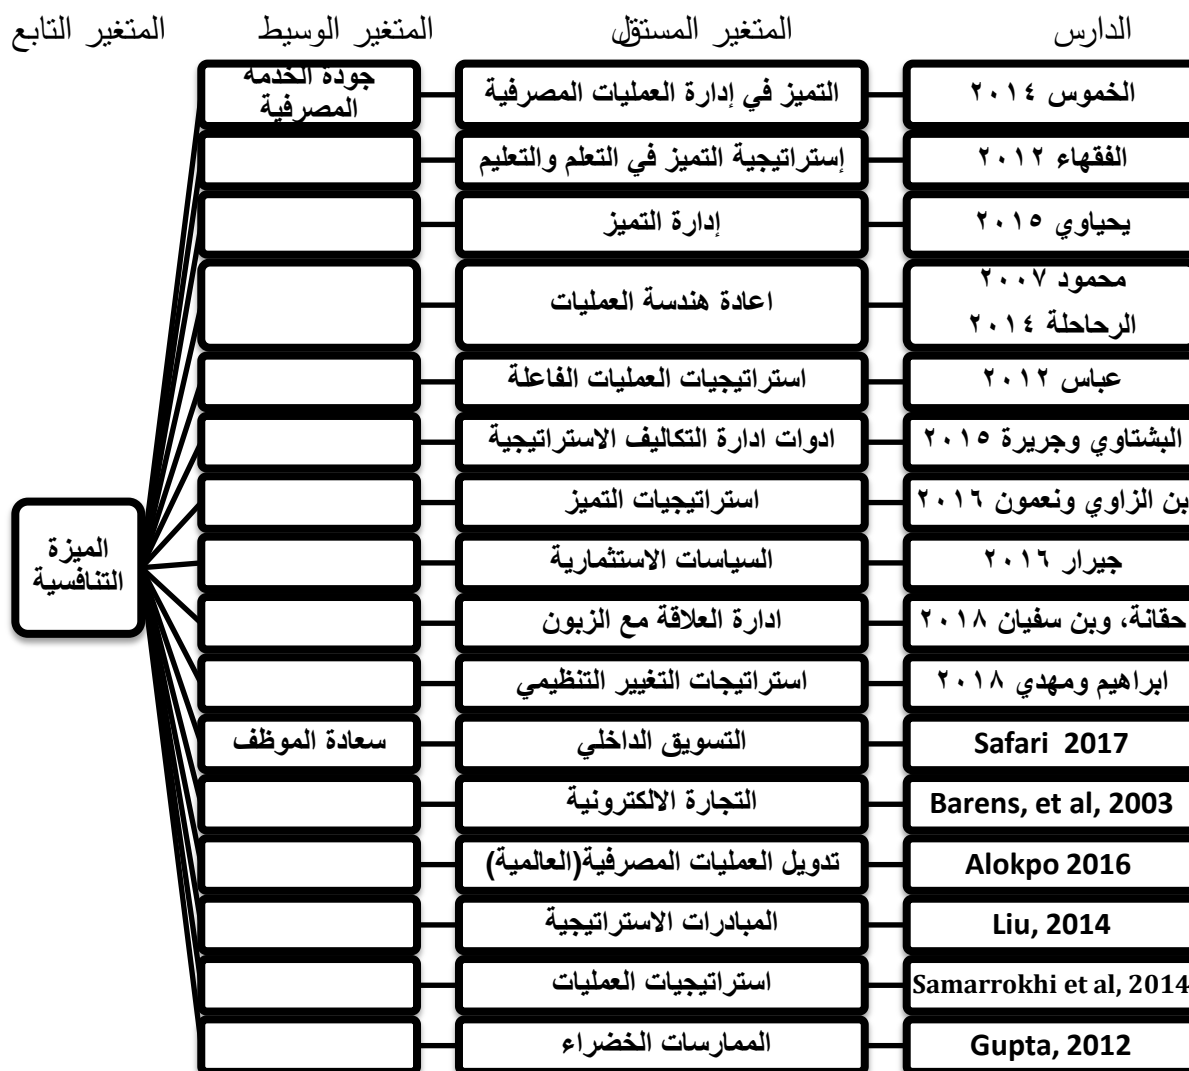 الدارس
المتغير المستقل
المتغير الوسيط
المتغير التابع
الخموس ٢٠١٤
التميز في إدارة العمليات المصرفية
جودة الخدمة
المصرفية
الفقهاء ٢٠١٢
إستراتيجية التميز في التعلم والتعليم
يحياوي ٢٠١٥
إدارة التميز
محمود ٢٠٠٧
الرحاحلة ٢٠١٤
اعادة هندسة العمليات
عباس ٢٠١٢
استراتيجيات العمليات الفاعلة
البشتاوي وجريرة ٢٠١٥
ادوات ادارة التكاليف الاستراتيجية
بن الزاوي ونعمون ٢٠١٦
استراتيجيات التميز
الميزة
التنافسية
جيرار ٢٠١٦
السياسات الاستثمارية
حقانة، وبن سفيان ٢٠١٨
ادارة العلاقة مع الزبون
ابراهيم ومهدي ٢٠١٨
استراتيجات التغيير التنظيمي
Safari 2017
التسويق الداخلي
سعادة الموظف
Barens, et al, 2003
التجارة الالكترونية
Alokpo 2016
تدويل العمليات المصرفية(العالمية)
Liu, 2014
المبادرات الاستراتيجية
Samarrokhi et al, 2014
استراتيجيات العمليات
Gupta, 2012
الممارسات الخضراء